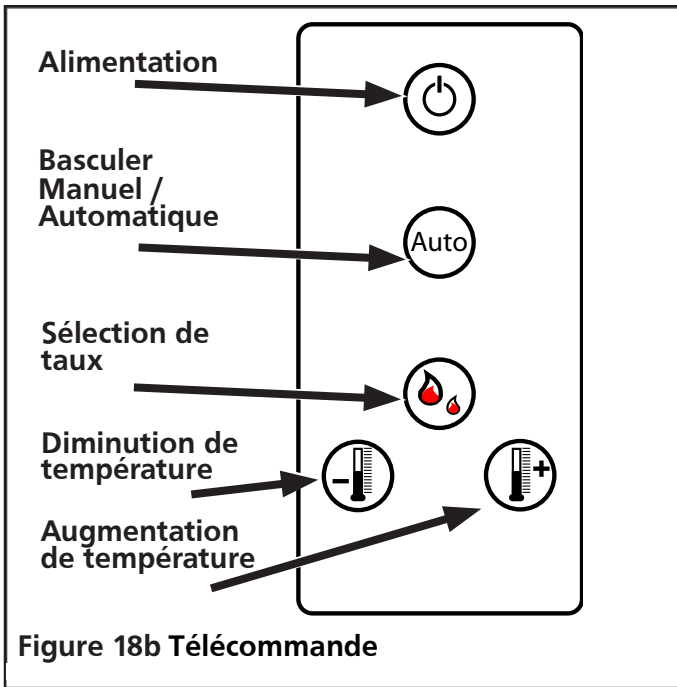 Alimentation
Basculer
Manuel /
Automatique
Auto
Sélection de
taux
Diminution de
température
–
+
Augmentation
de température
Figure 18b Télécommande